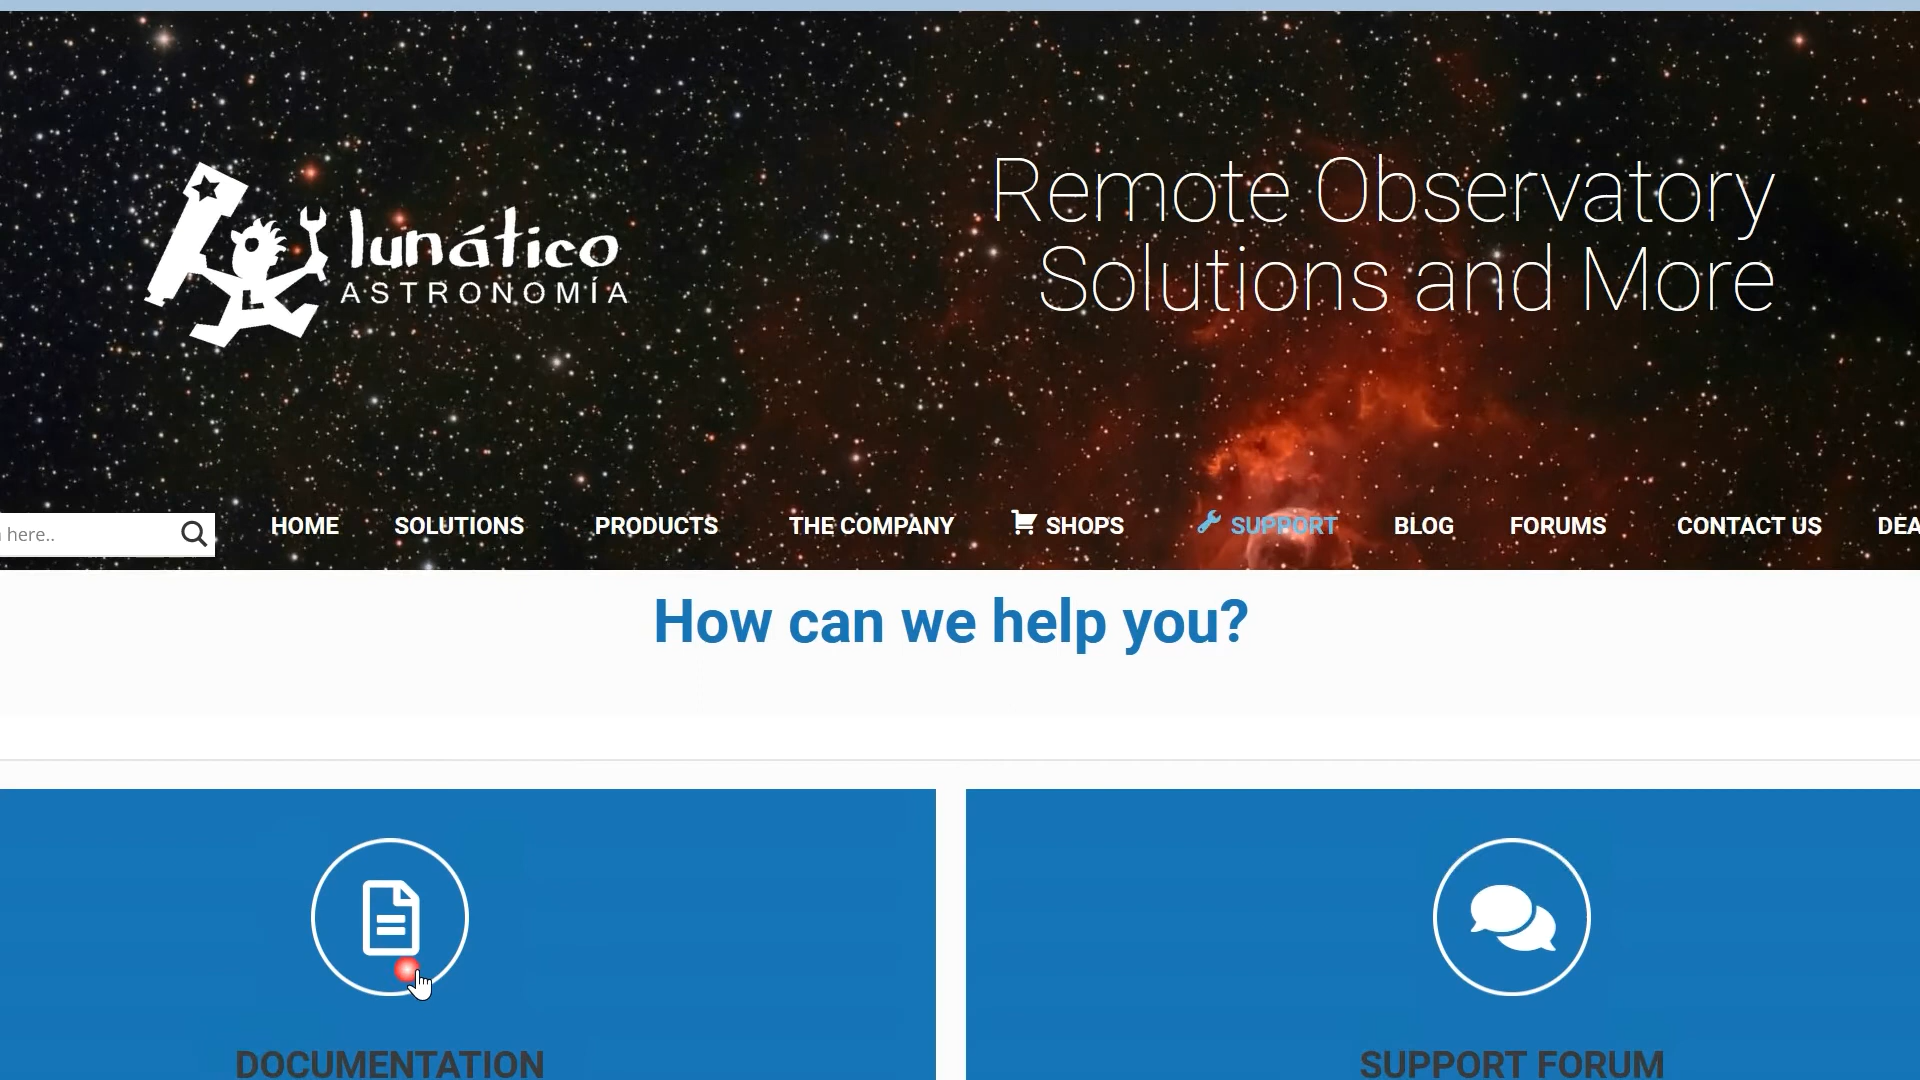 Remote Observatory
Solutions and More
lunático
ASTRONOMÍA
here..
HOME
SOLUTIONS
PRODUCTS
THE COMPANY
SHOPS
SUPPORT
BLOG
FORUMS
CONTACT US
DEA
How can we help you?
DOCUMENTATION
SUPPORT FORUM